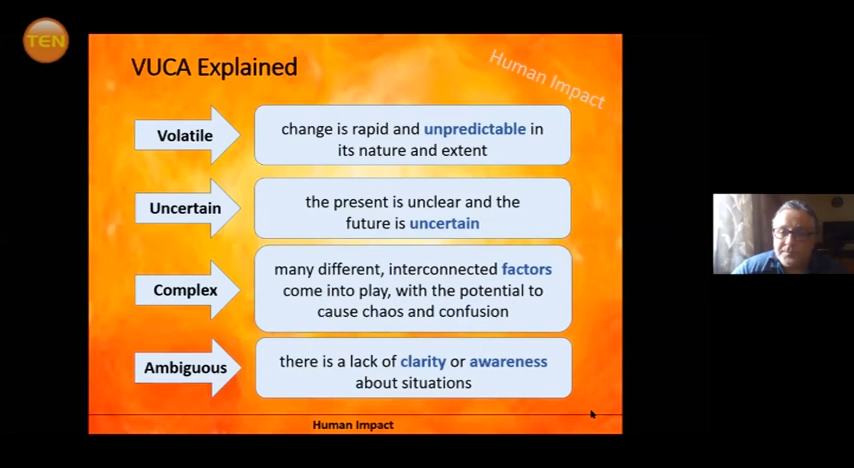 TEN
VUCA Explained
Human Impact
Volatile
change is rapid and unpredictable in
its nature and extent
Uncertain
the present is unclear and the
future is uncertain
Complex
many different, interconnected factors
come into play, with the potential to
cause chaos and confusion
Ambiguous
there is a lack of clarity or awareness
about situations
Human Impact